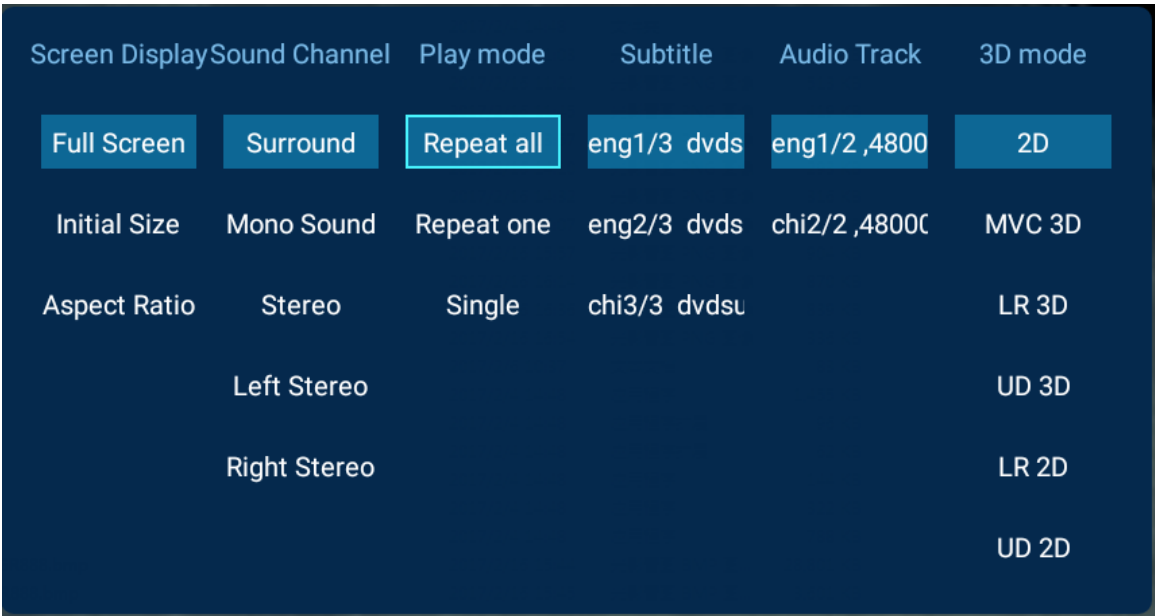 Screen Display Sound Channel Play mode Subtitle Audio Track 3D mode
Full Screen Surround Repeat all eng1/3 dvds eng1/2 ,4800 2D
Initial Size Mono Sound Repeat one eng2/3 dvds chi2/2 ,48000 MVC 3D
Aspect Ratio Stereo Single chi3/3 dvdsu LR 3D
Left Stereo UD 3D
Right Stereo LR 2D
UD 2D